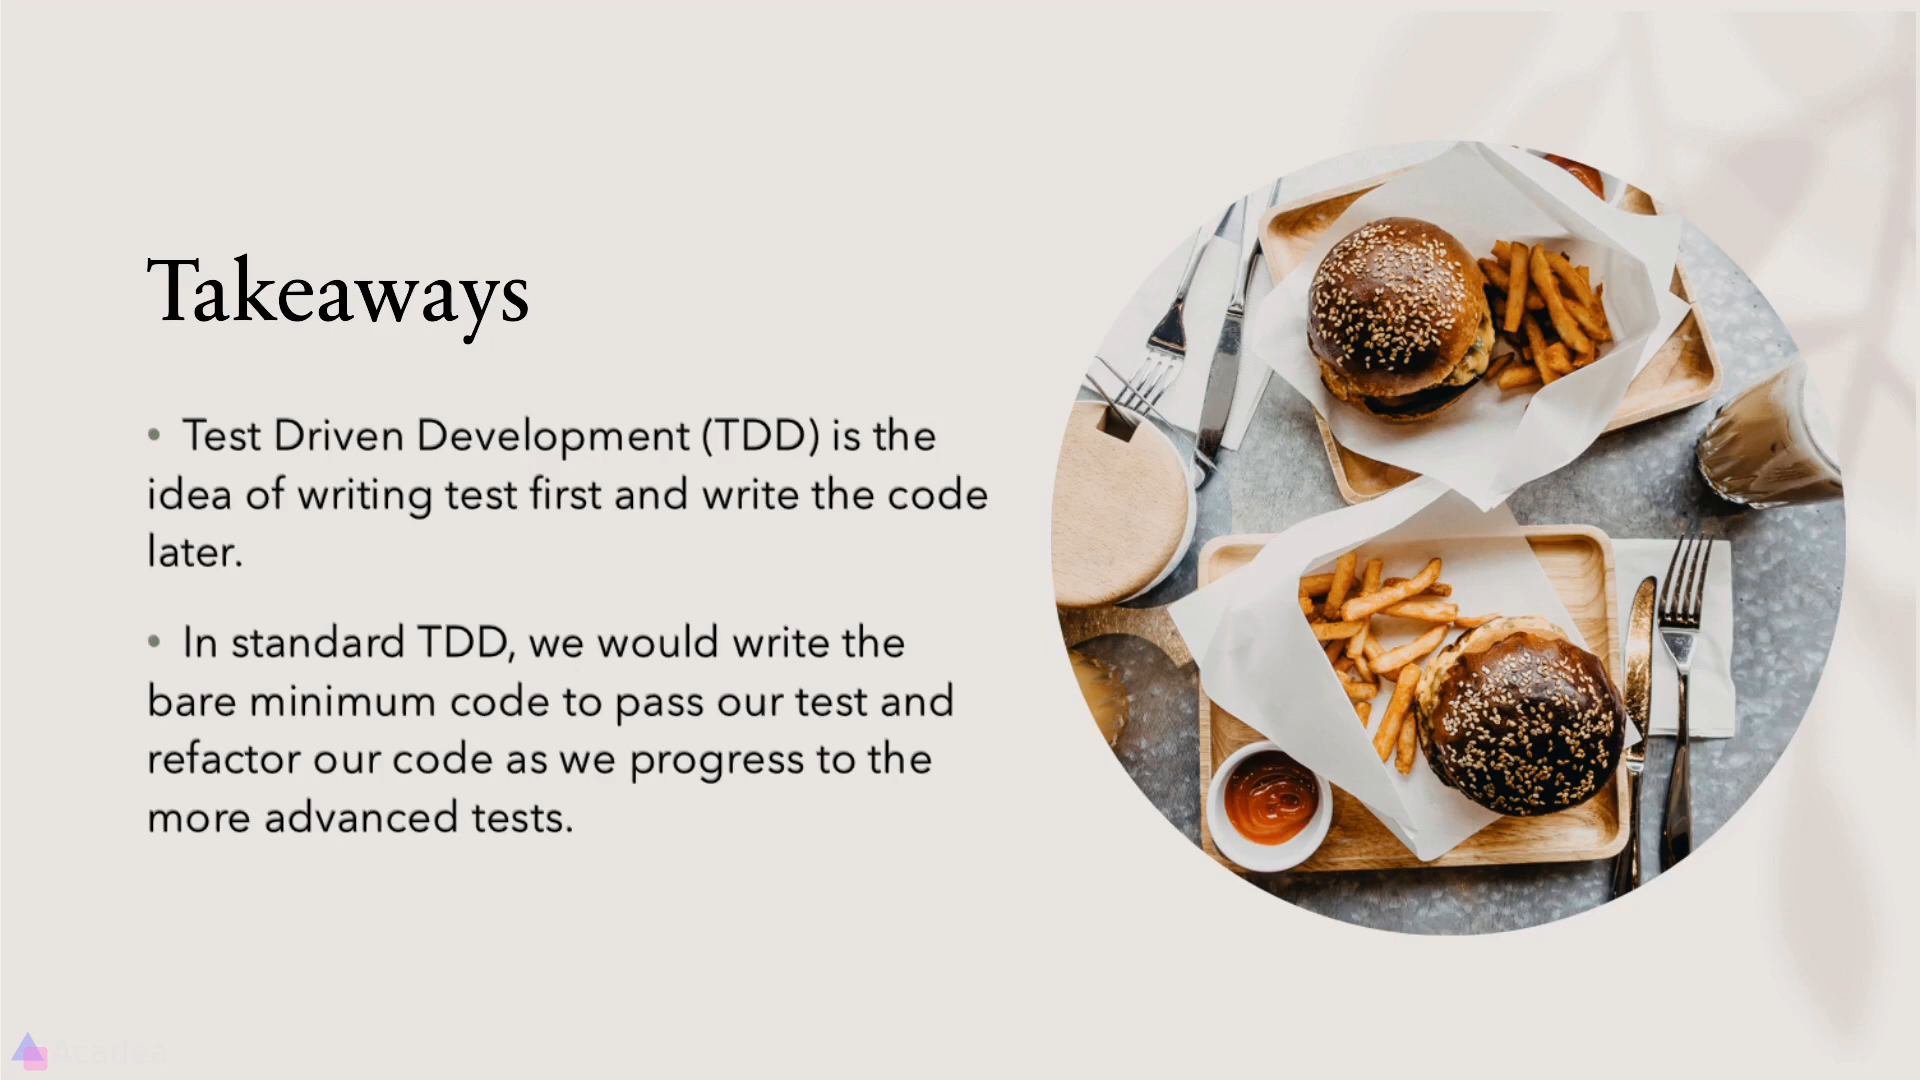 Takeaways
• Test Driven Development (TDD) is the
idea of writing test first and write the code
later.
• In standard TDD, we would write the
bare minimum code to pass our test and
refactor our code as we progress to the
more advanced tests.
Acadea